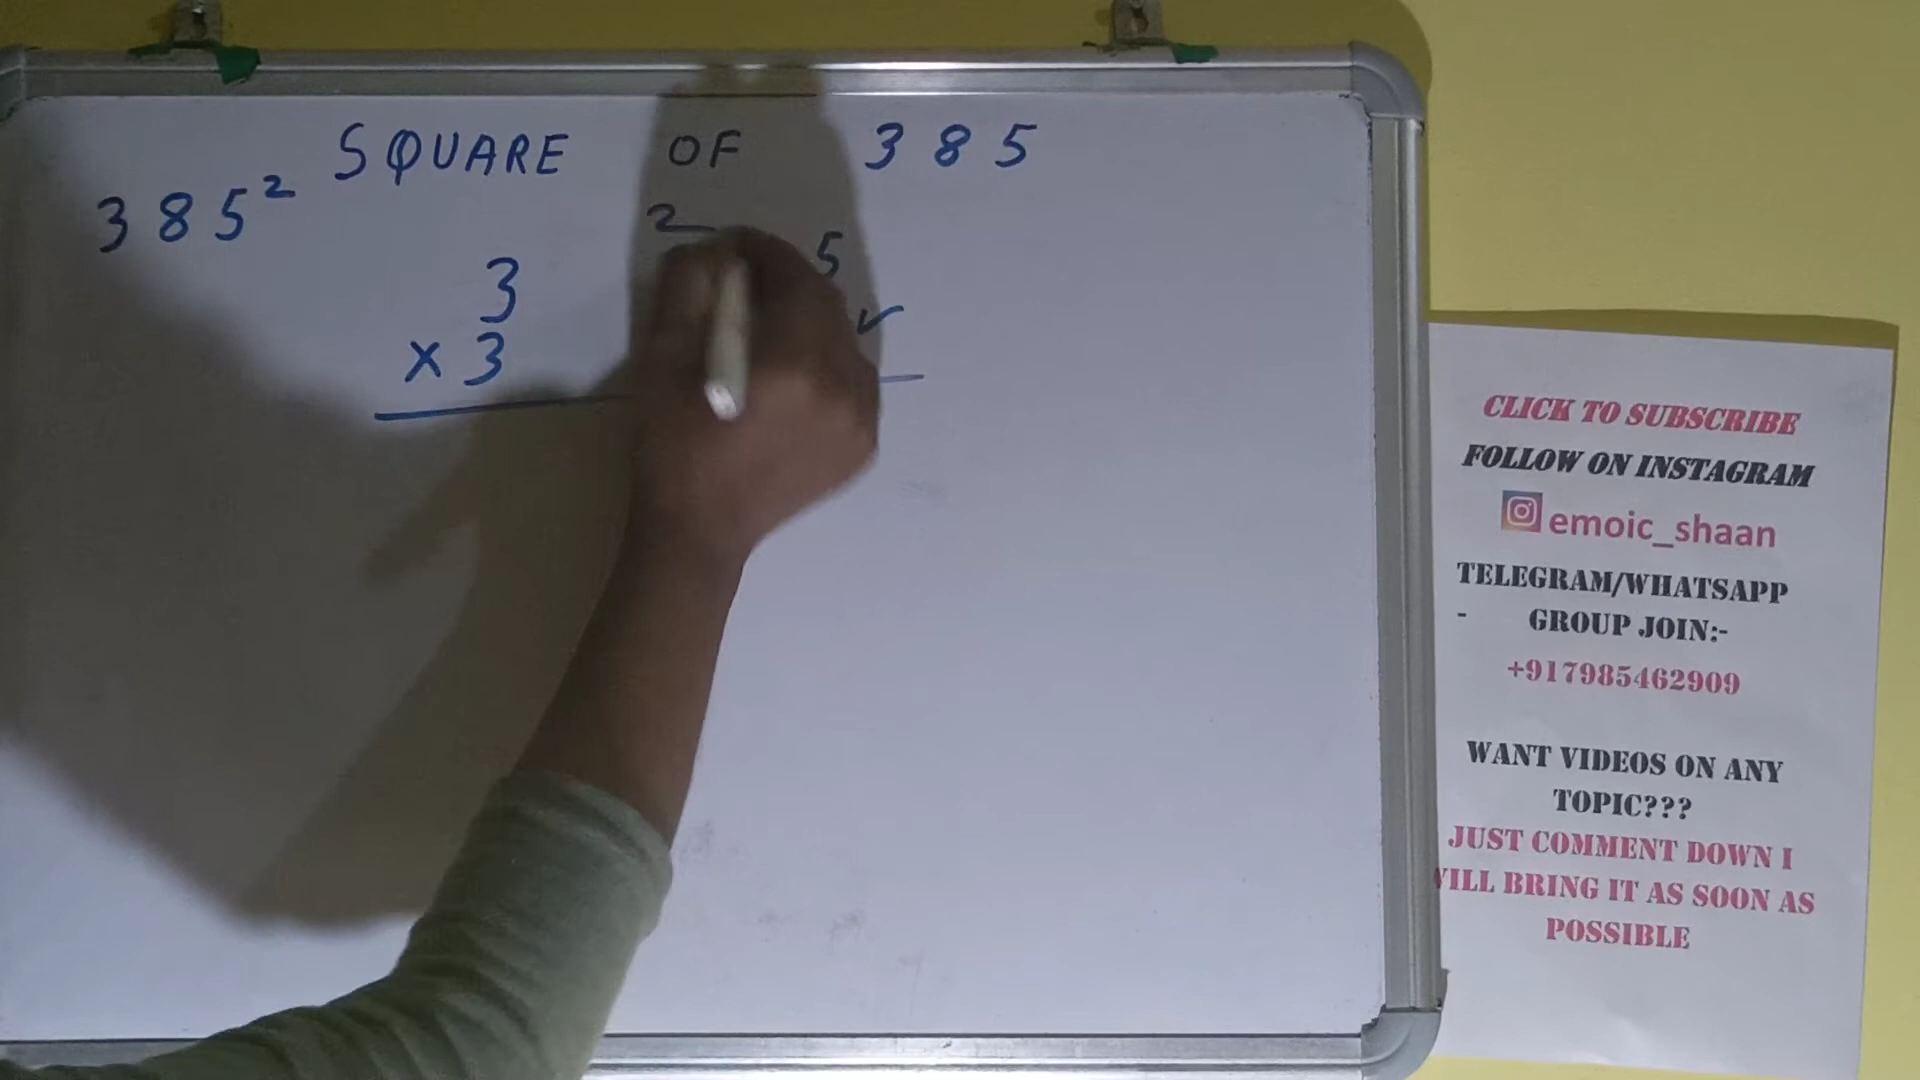 SQUARE OF 385
385²
3 5
2
× 3 ✓
CLICK TO SUBSCRIBE
FOLLOW ON INSTAGRAM
emoic_shaan
TELEGRAM/WHATSAPP
- GROUP JOIN:-
+917985462909
WANT VIDEOS ON ANY
TOPIC???
JUST COMMENT DOWN I
WILL BRING IT AS SOON AS
POSSIBLE